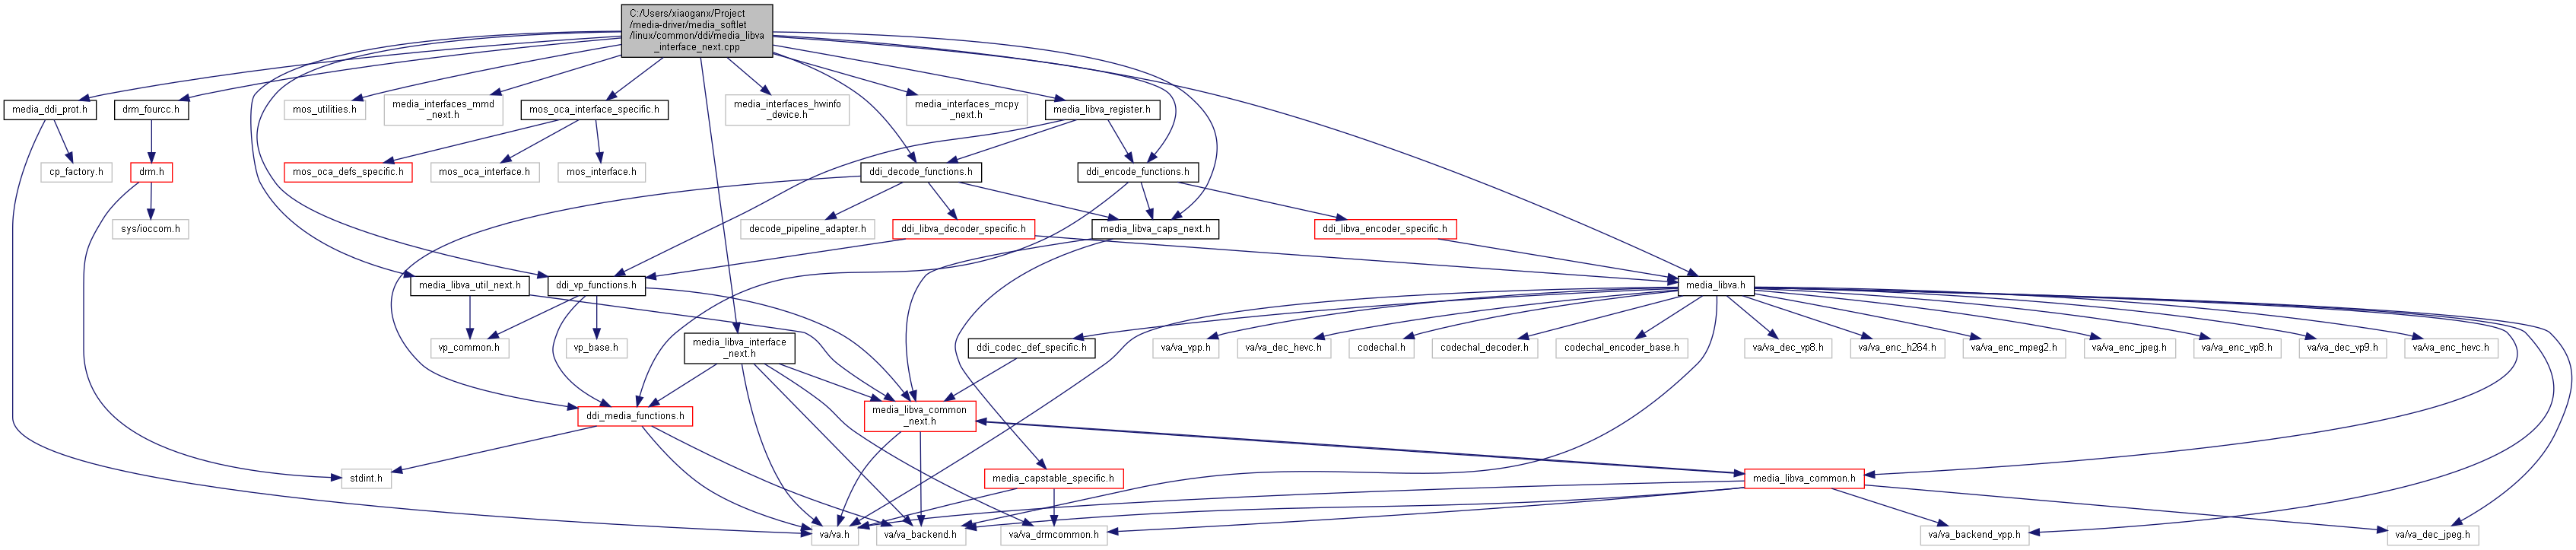 C:/Users/xiaoganx/Project
/media-driver/media_softlet
/linux/common/ddi/media_libva
_interface_next.cpp
media_ddi_prot.h
drm_fourcc.h
mos_utilities.h
media_interfaces_mmd
_next.h
mos_oca_interface_specific.h
media_interfaces_hwinfo
_device.h
media_interfaces_mcpy
_next.h
media_libva_register.h
cp_factory.h
drm.h
mos_oca_defs_specific.h
mos_oca_interface.h
mos_interface.h
ddi_decode_functions.h
ddi_encode_functions.h
sys/ioccom.h
decode_pipeline_adapter.h
ddi_libva_decoder_specific.h
media_libva_caps_next.h
ddi_libva_encoder_specific.h
media_libva_util_next.h
ddi_vp_functions.h
media_libva.h
vp_common.h
vp_base.h
media_libva_interface
_next.h
ddi_codec_def_specific.h
va/va_vpp.h
va/va_dec_hevc.h
codechal.h
codechal_decoder.h
codechal_encoder_base.h
va/va_dec_vp8.h
va/va_enc_h264.h
va/va_enc_mpeg2.h
va/va_enc_jpeg.h
va/va_enc_vp8.h
va/va_dec_vp9.h
va/va_enc_hevc.h
ddi_media_functions.h
media_libva_common
_next.h
stdint.h
media_capstable_specific.h
media_libva_common.h
va/va.h
va/va_backend.h
va/va_drmcommon.h
va/va_backend_vpp.h
va/va_dec_jpeg.h